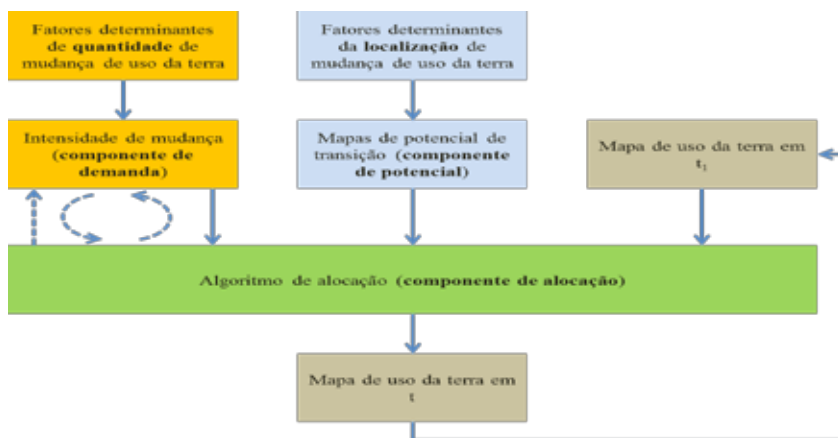 Fatores determinantes
de quantidade de
mudança de uso da terra
Fatores determinantes
da localização de
mudança de uso da terra
Intensidade de mudança
(componente de
demanda)
Mapas de potencial de
transição (componente
de potencial)
Mapa de uso da terra em
t₁
Algoritmo de alocação (componente de alocação)
Mapa de uso da terra em
t